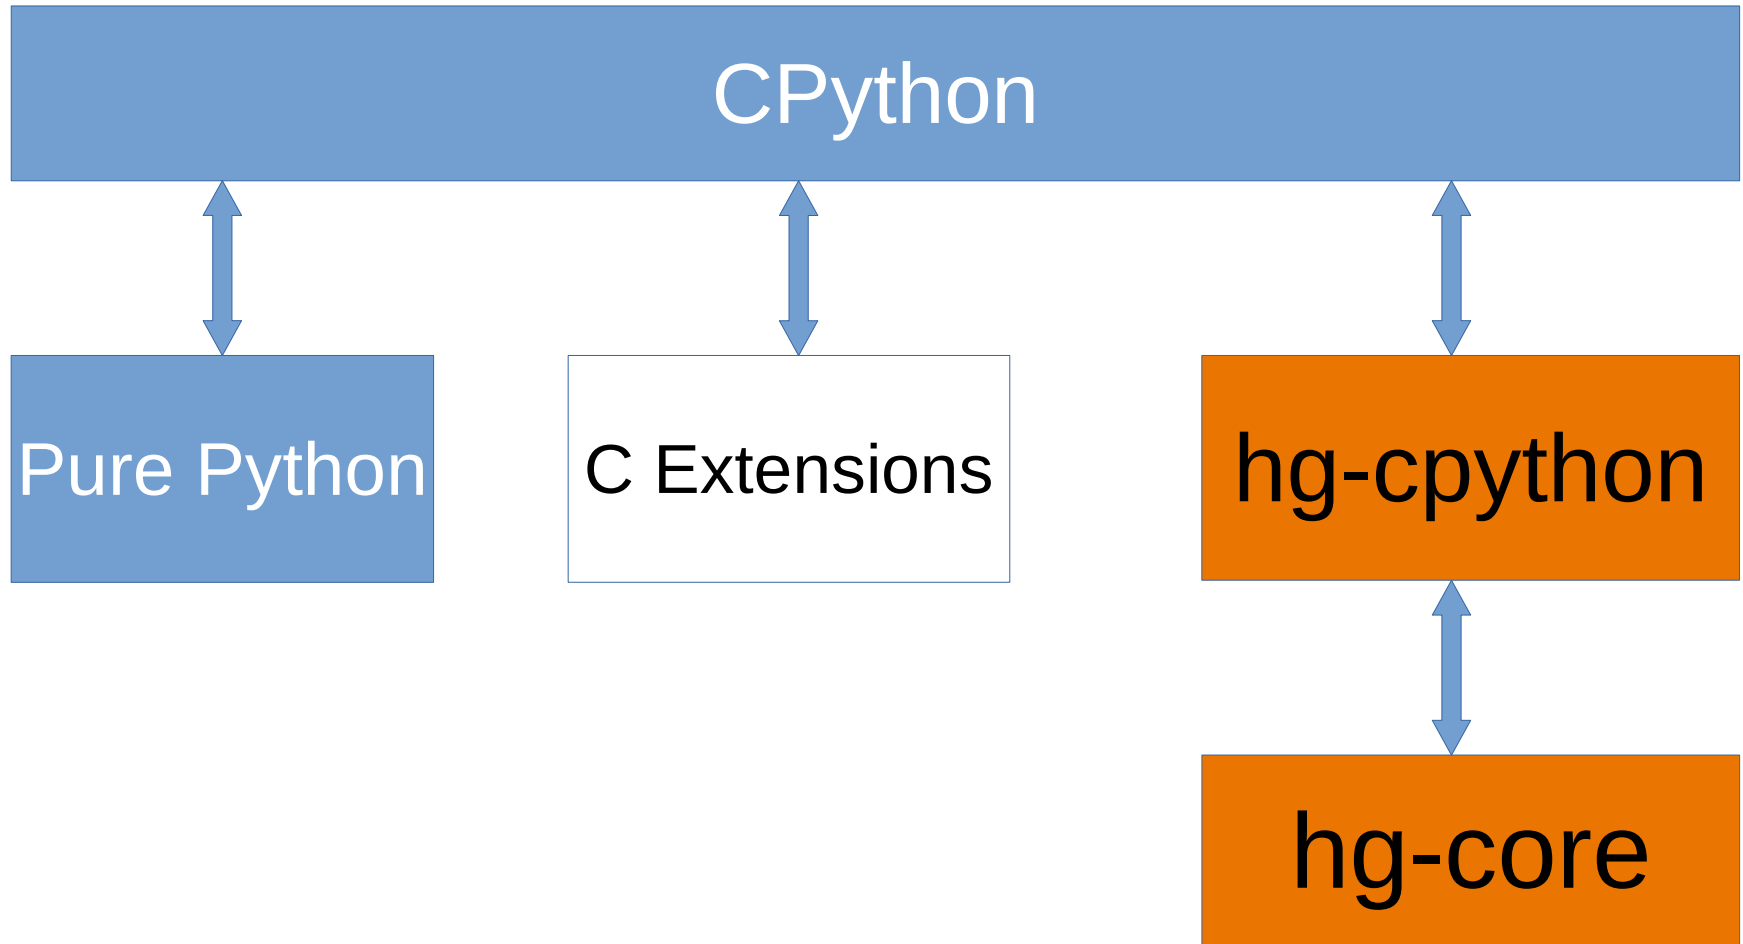 CPython
Pure Python
C Extensions
hg-cpython
hg-core